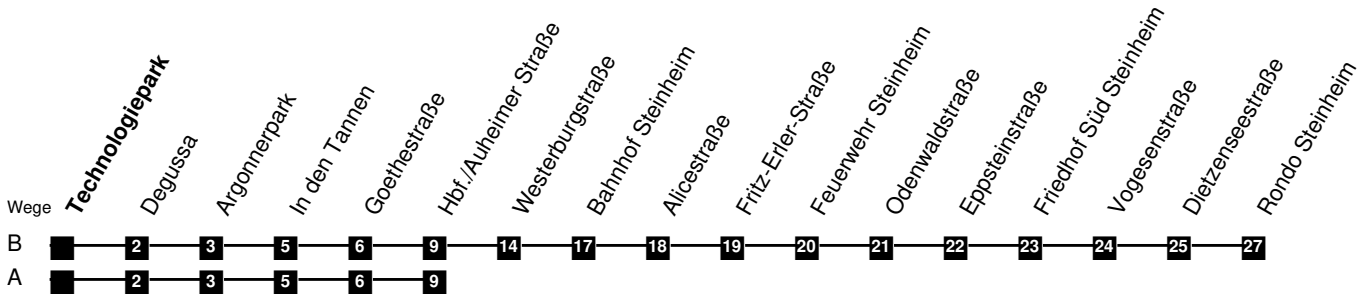 Technologiepark
Degussa
Argonnerpark
In den Tannen
Goethestraße
Hbf./Auheimer Straße
Westerburgstraße
Bahnhof Steinheim
Alicestraße
Fritz-Erler-Straße
Feuerwehr Steinheim
Odenwaldstraße
Eppsteinstraße
Friedhof Süd Steinheim
Vogesenstraße
Dietzenseestraße
Rondo Steinheim
Wege
B 2 3 5 6 9 14 17 18 19 20 21 22 23 24 25 27
A 2 3 5 6 9